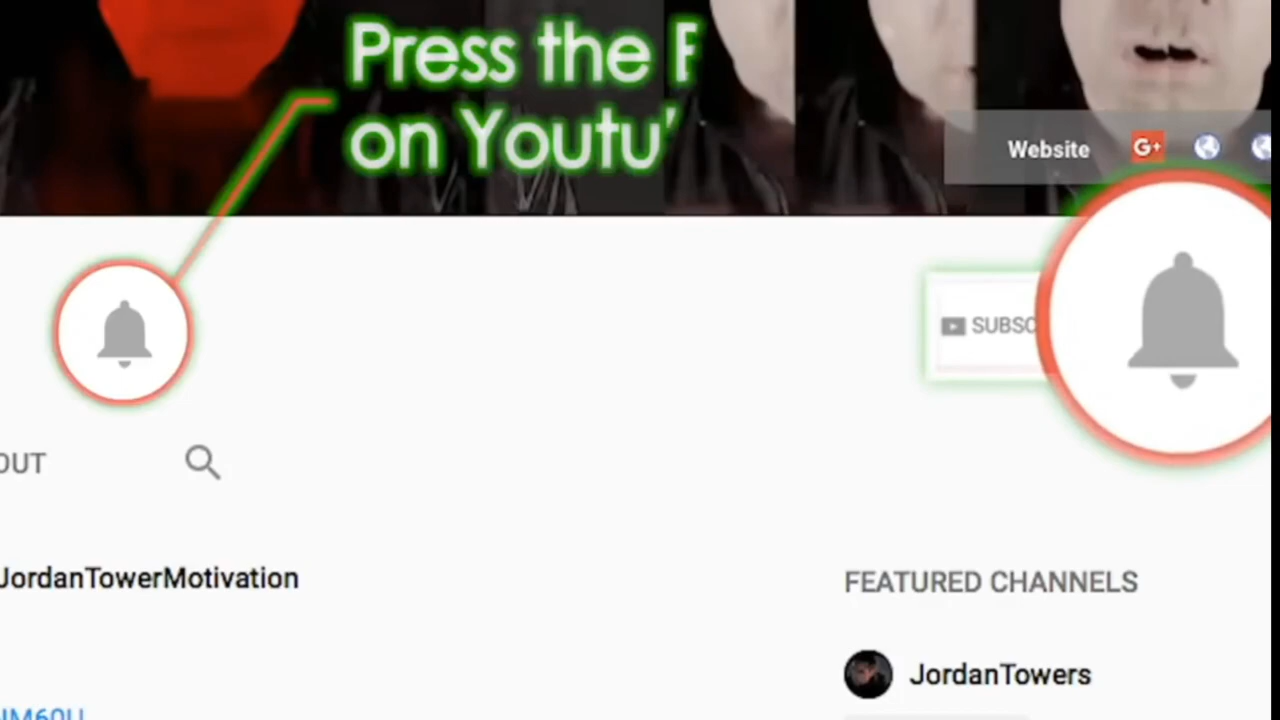 Press the
on Youtu
Website
G+
SUBSC
OUT
JordanTowerMotivation
FEATURED CHANNELS
JordanTowers